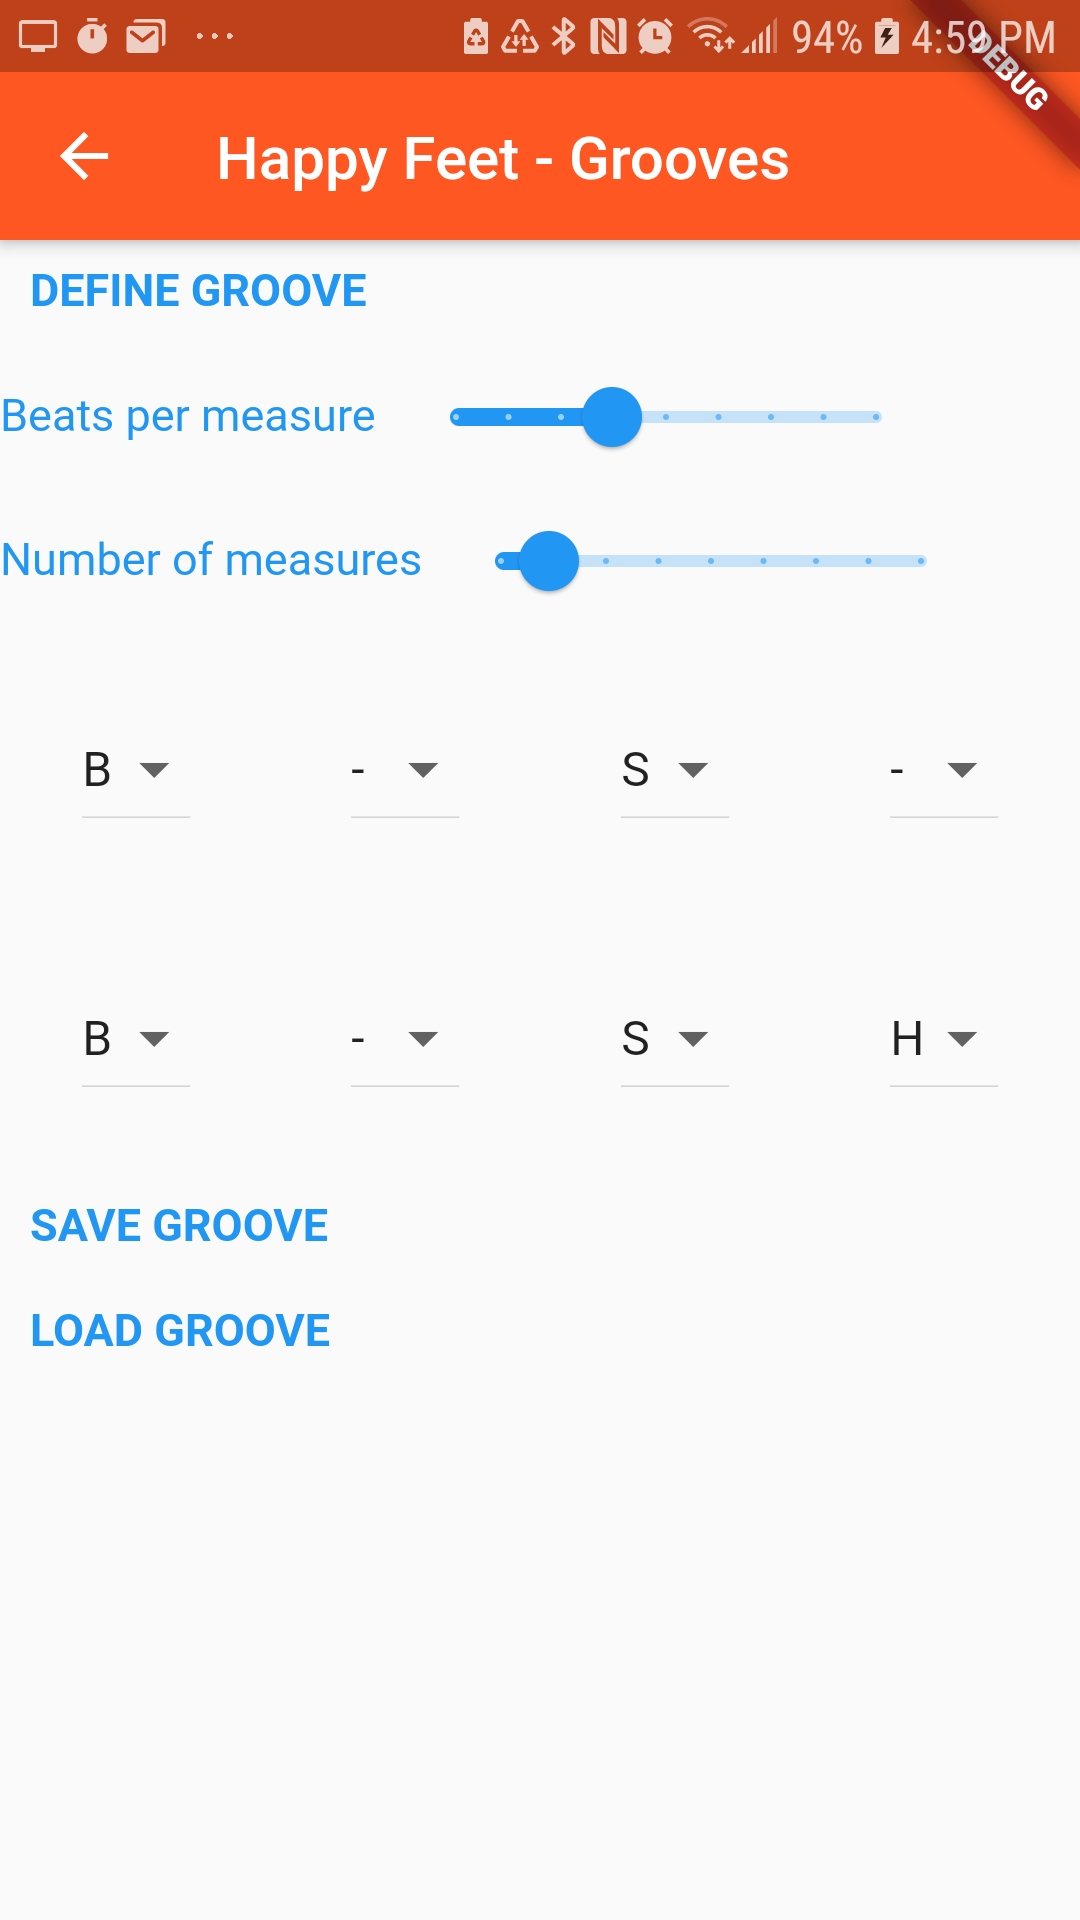 94% 4:59 PM
DEBUG
Happy Feet - Grooves
DEFINE GROOVE
Beats per measure
Number of measures
B - S -
B - S H
SAVE GROOVE
LOAD GROOVE